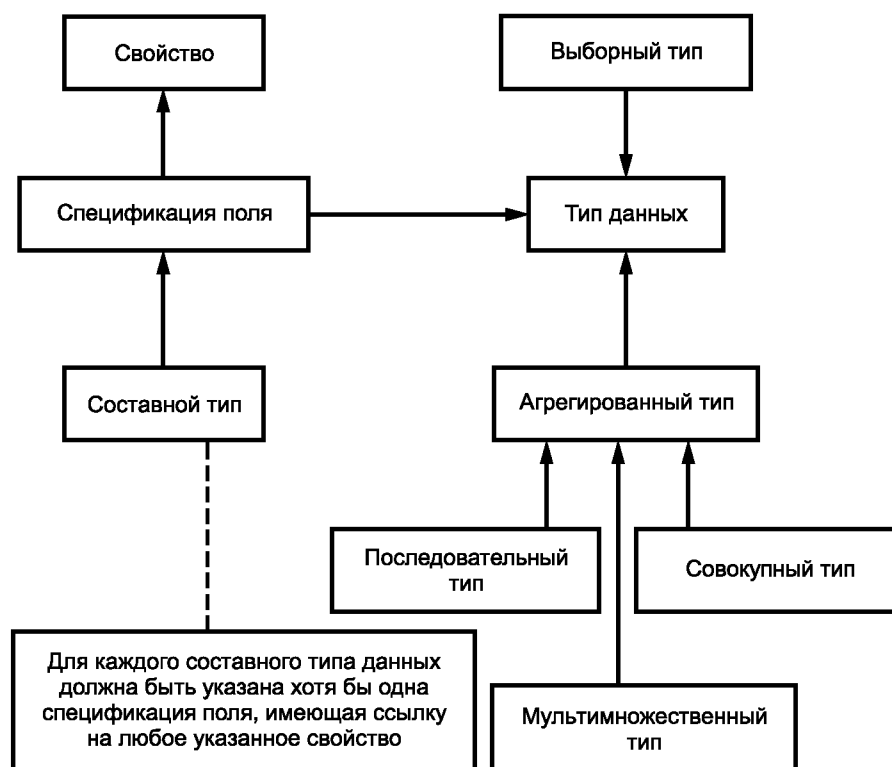 Свойство
Выборный тип
Спецификация поля
Тип данных
Составной тип
Агрегированный тип
Последовательный
тип
Совокупный тип
Для каждого составного типа данных
должна быть указана хотя бы одна
спецификация поля, имеющая ссылку
на любое указанное свойство
Мультимножественный
тип